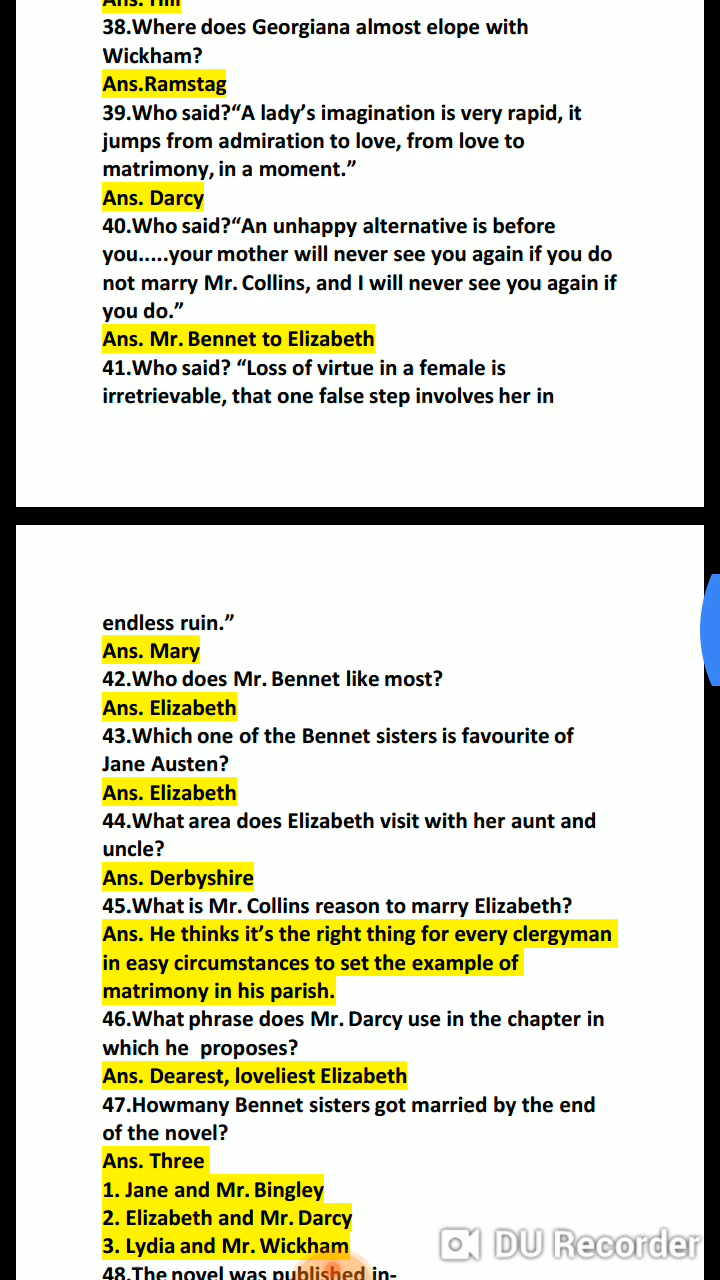 Ans. Hill
38.Where does Georgiana almost elope with
Wickham?
Ans.Ramstag
39.Who said?“A lady’s imagination is very rapid, it
jumps from admiration to love, from love to
matrimony, in a moment.”
Ans. Darcy
40.Who said?“An unhappy alternative is before
you.....your mother will never see you again if you do
not marry Mr. Collins, and I will never see you again if
you do.”
Ans. Mr. Bennet to Elizabeth
41.Who said? “Loss of virtue in a female is
irretrievable, that one false step involves her in
endless ruin.”
Ans. Mary
42.Who does Mr. Bennet like most?
Ans. Elizabeth
43.Which one of the Bennet sisters is favourite of
Jane Austen?
Ans. Elizabeth
44.What area does Elizabeth visit with her aunt and
uncle?
Ans. Derbyshire
45.What is Mr. Collins reason to marry Elizabeth?
Ans. He thinks it’s the right thing for every clergyman
in easy circumstances to set the example of
matrimony in his parish.
46.What phrase does Mr. Darcy use in the chapter in
which he  proposes?
Ans. Dearest, loveliest Elizabeth
47.Howmany Bennet sisters got married by the end
of the novel?
Ans. Three
1. Jane and Mr. Bingley
2. Elizabeth and Mr. Darcy
3. Lydia and Mr. Wickham
DU Recorder
48.The novel was published in-